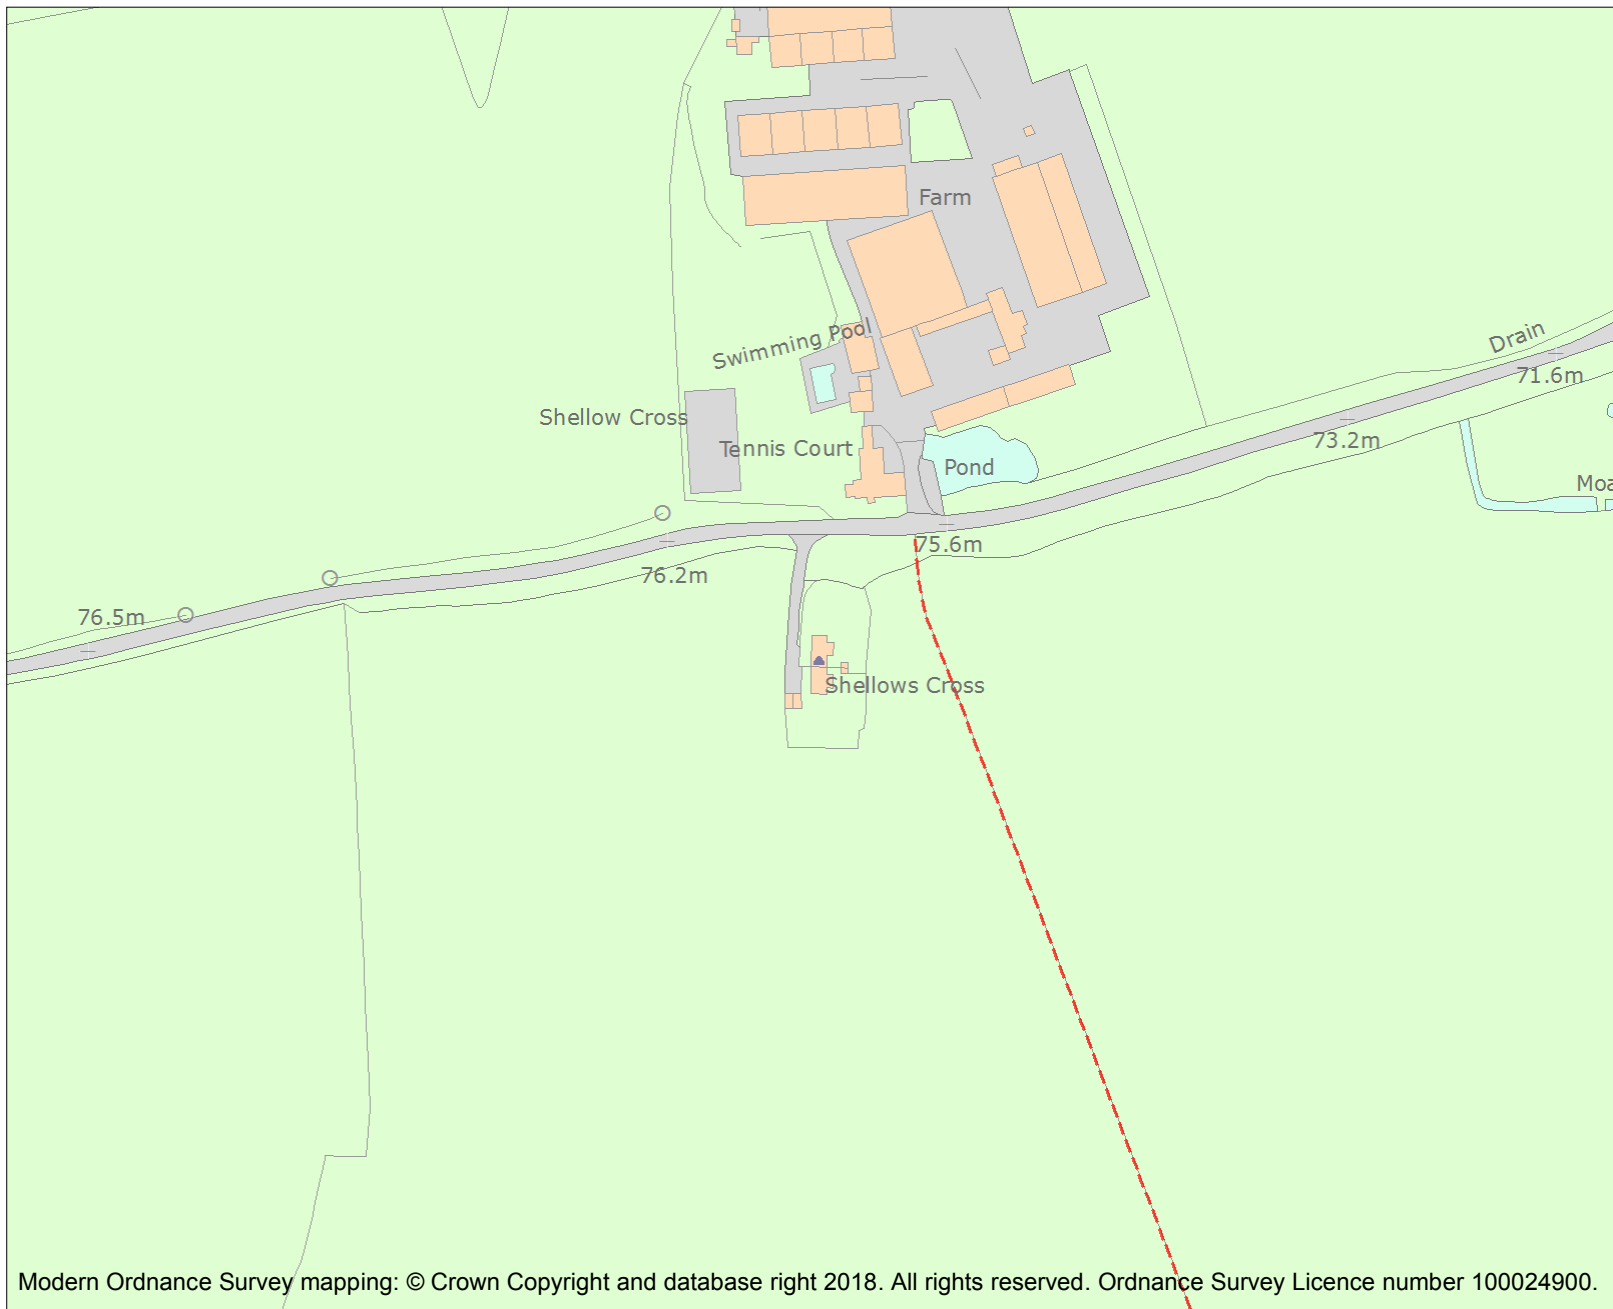 Farm
Swimming Pool
Drain
71.6m
Shellow Cross
73.2m
Tennis Court
Pond
Moa
75.6m
76.2m
76.5m
Shellows Cross
Modern Ordnance Survey mapping: © Crown Copyright and database right 2018. All rights reserved. Ordnance Survey Licence number 100024900.